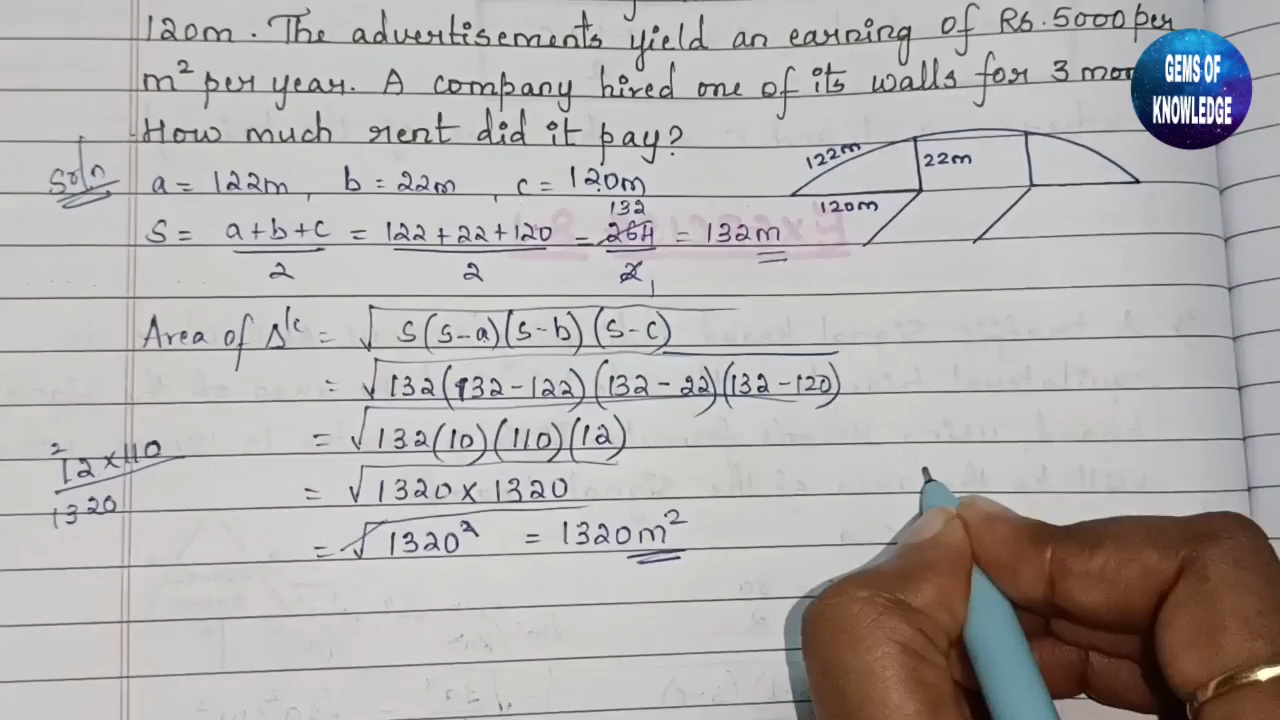 120m. The advertisements yield an earning of Rs.5000 per
m² per year. A company hired one of its walls for 3
How much rent did it pay?
GEMS OF
KNOWLEDGE
Soln
a = 122m, b = 22m, c = 120m
S = a+b+c/2 = 122+22+120/2 = 264/2 = 132m
132
1
122m
22m
120m
Area of Δle = √S(S-a)(S-b)(S-c)
= √132(132-122)(132-22)(132-120)
= √132(10)(110)(12)
= √1320×1320
= √1320² = 1320m²
2
12×110
1320